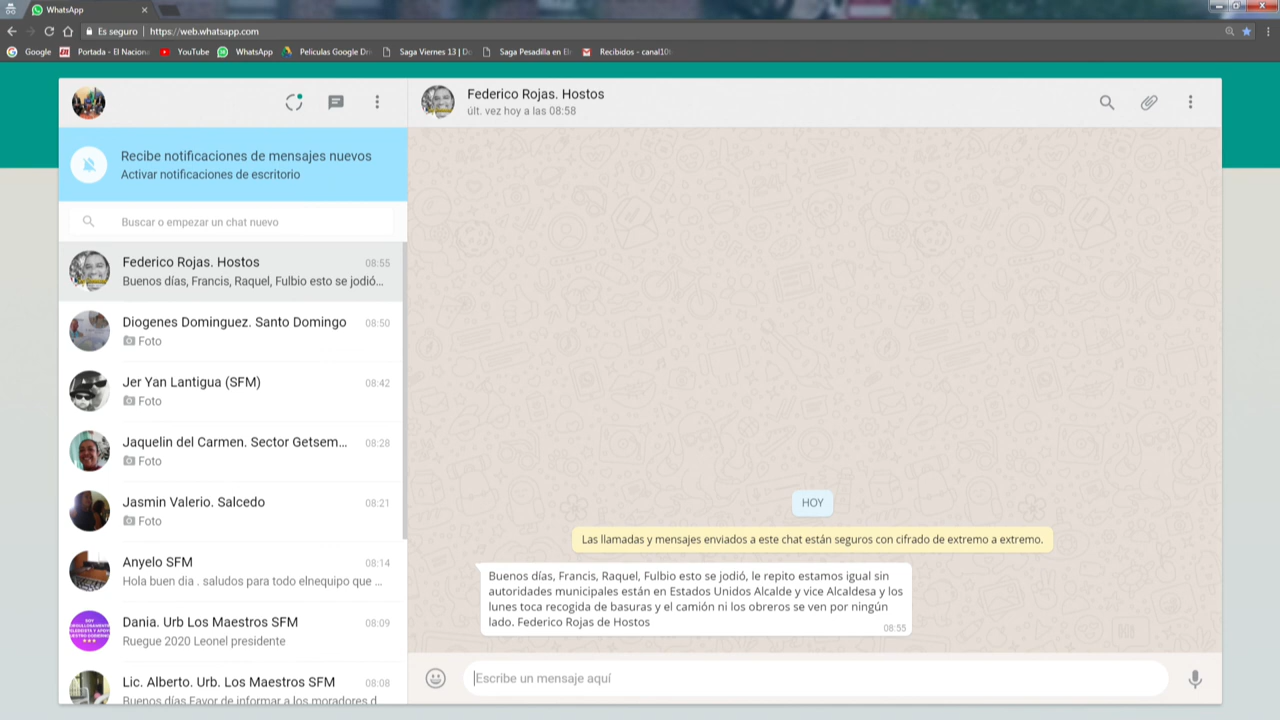 WhatsApp
Es seguro | https://web.whatsapp.com
Google Portada - El Naciona YouTube WhatsApp Peliculas Google Dri Saga Viernes 13 | De Saga Pesadilla en El Recibidos - canal10
Federico Rojas. Hostos
últ. vez hoy a las 08:58
Recibe notificaciones de mensajes nuevos
Activar notificaciones de escritorio
Buscar o empezar un chat nuevo
Federico Rojas. Hostos 08:55
Buenos días, Francis, Raquel, Fulbio esto se jodió...
Diogenes Dominguez. Santo Domingo 08:50
Foto
Jer Yan Lantigua (SFM) 08:42
Foto
Jaquelin del Carmen. Sector Getsem... 08:28
Foto
Jasmin Valerio. Salcedo 08:21
Foto
Anyelo SFM 08:14
Hola buen dia . saludos para todo elnequipo que ...
Dania. Urb Los Maestros SFM 08:09
Ruegue 2020 Leonel presidente
Lic. Alberto. Urb. Los Maestros SFM 08:08
Buenos días Favor de informar a los moradores d
HOY
Las llamadas y mensajes enviados a este chat están seguros con cifrado de extremo a extremo.
Buenos días, Francis, Raquel, Fulbio esto se jodió, le repito estamos igual sin
autoridades municipales están en Estados Unidos Alcalde y vice Alcaldesa y los
lunes toca recogida de basuras y el camión ni los obreros se ven por ningún
lado. Federico Rojas de Hostos
08:55
Escribe un mensaje aquí